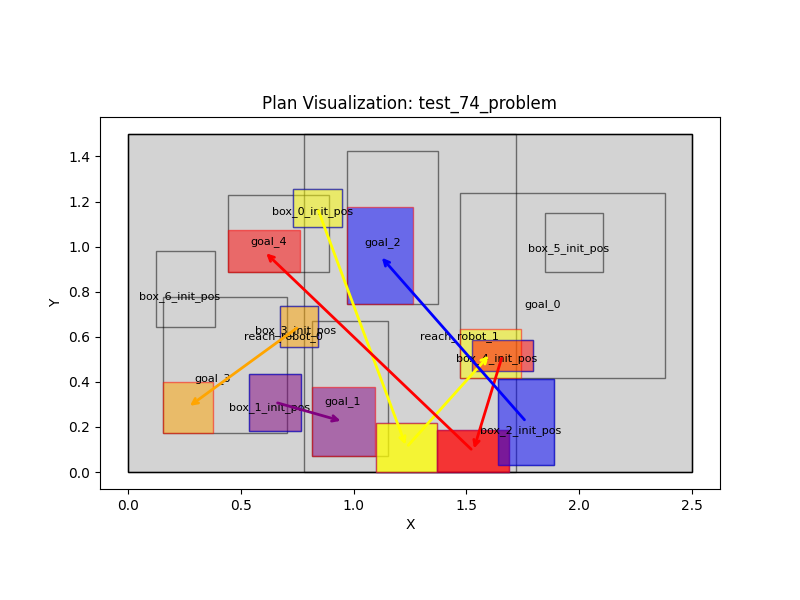 Plan Visualization: test_74_problem
Y
1.4
1.2
1.0
0.8
0.6
0.4
0.2
0.0
box_0_init_pos
goal_4
goal_2
box_5_init_pos
box_6_init_pos
goal_0
box_3_init_pos
reach_robot_0
reach_robot_1
box_4_init_pos
goal_3
box_1_init_pos
goal_1
box_2_init_pos
0.0 0.5 1.0 1.5 2.0 2.5
X